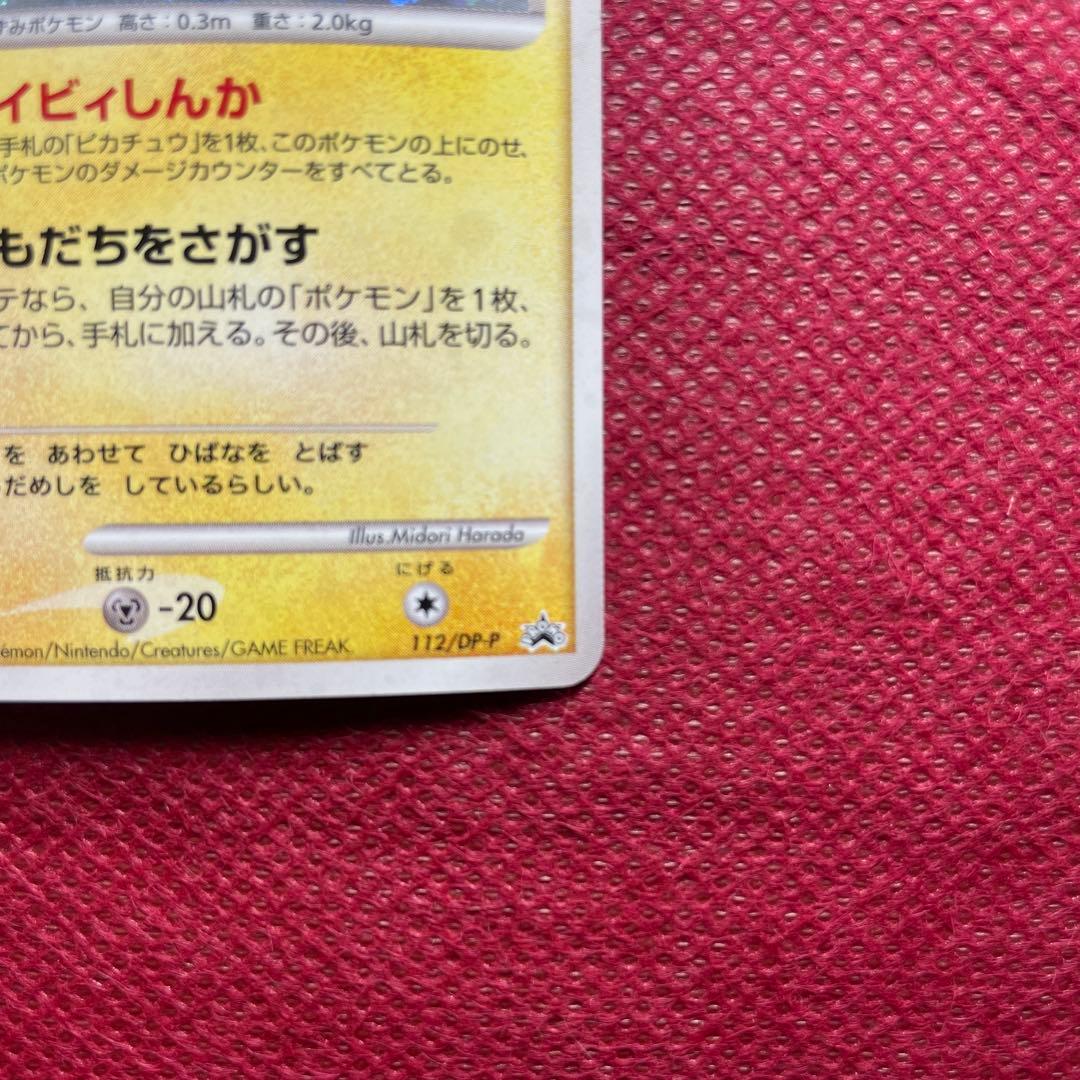 ずみポケモン 高さ：0.3m 重さ：2.0kg
イビィしんか
手札の「ピカチュウ」を1枚、このポケモンの上にのせ、
ポケモンのダメージカウンターをすべてとる。
もだちをさがす
テなら、自分の山札の「ポケモン」を1枚、
てから、手札に加える。その後、山札を切る。
を あわせて ひばなを とばす
だめしを しているらしい。
Illus.Midori Harada
抵抗力 にげる
-20
emon/Nintendo/Creatures/GAME FREAK 112/DP-P